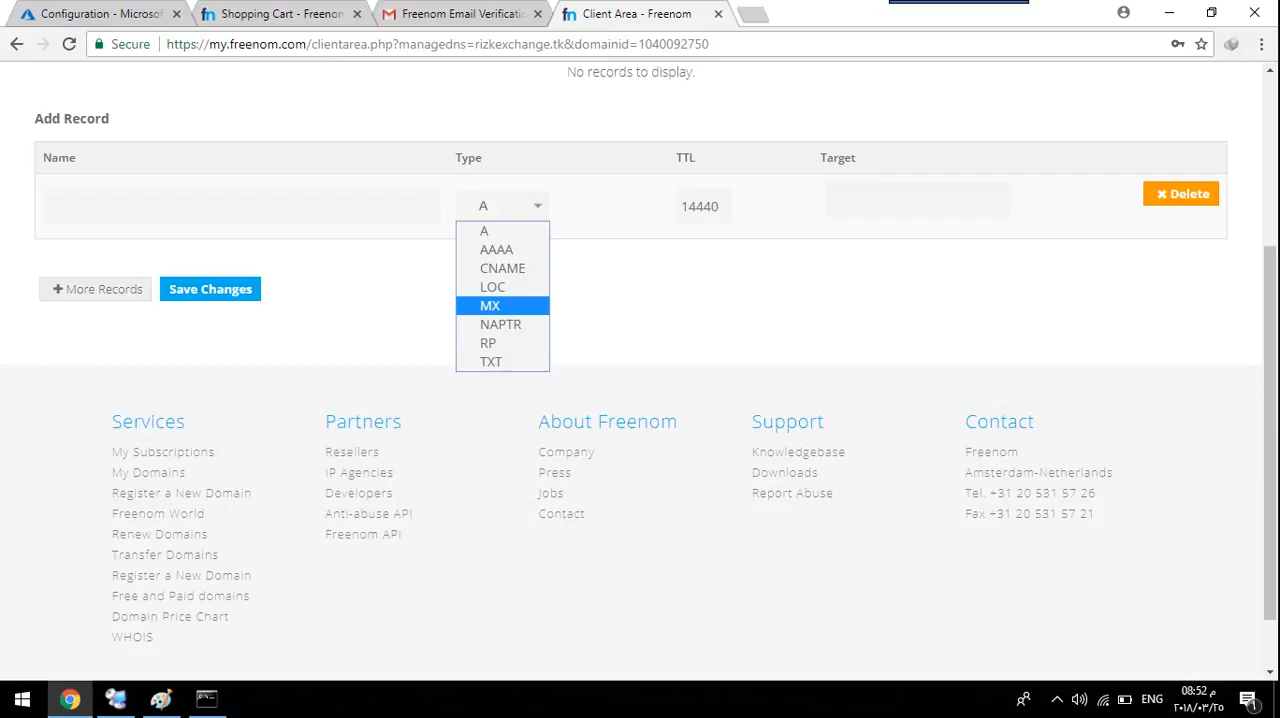 Configuration - Microsof
Shopping Cart - Freenom
Freenom Email Verificati
Client Area - Freenom
Secure
https://my.freenom.com/clientarea.php?managedns=rizkexchange.tk&domainid=1040092750
No records to display.
Add Record
Name Type TTL Target
A 14440 Delete
A
AAAA
CNAME
LOC
MX
NAPTR
RP
TXT
+ More Records Save Changes
Services
My Subscriptions
My Domains
Register a New Domain
Freenom World
Renew Domains
Transfer Domains
Register a New Domain
Free and Paid domains
Domain Price Chart
WHOIS
Partners
Resellers
IP Agencies
Developers
Anti-abuse API
Freenom API
About Freenom
Company
Press
Jobs
Contact
Support
Knowledgebase
Downloads
Report Abuse
Contact
Freenom
Amsterdam-Netherlands
Tel. +31 20 531 57 26
Fax +31 20 531 57 21
ENG
08:52 م
٢٠١٨/٠٣/٢٥
1